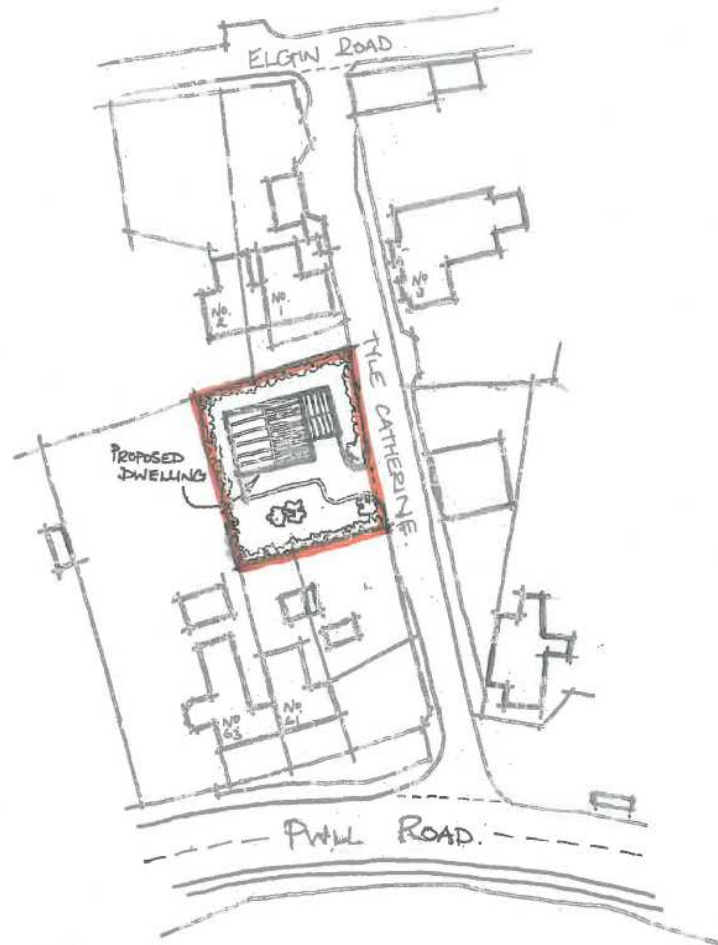 ELGIN ROAD
No.
2
No.
1
No
3
TYLE CATHERINE.
PROPOSED
DWELLING
No
63
No.
61
PWLL ROAD.